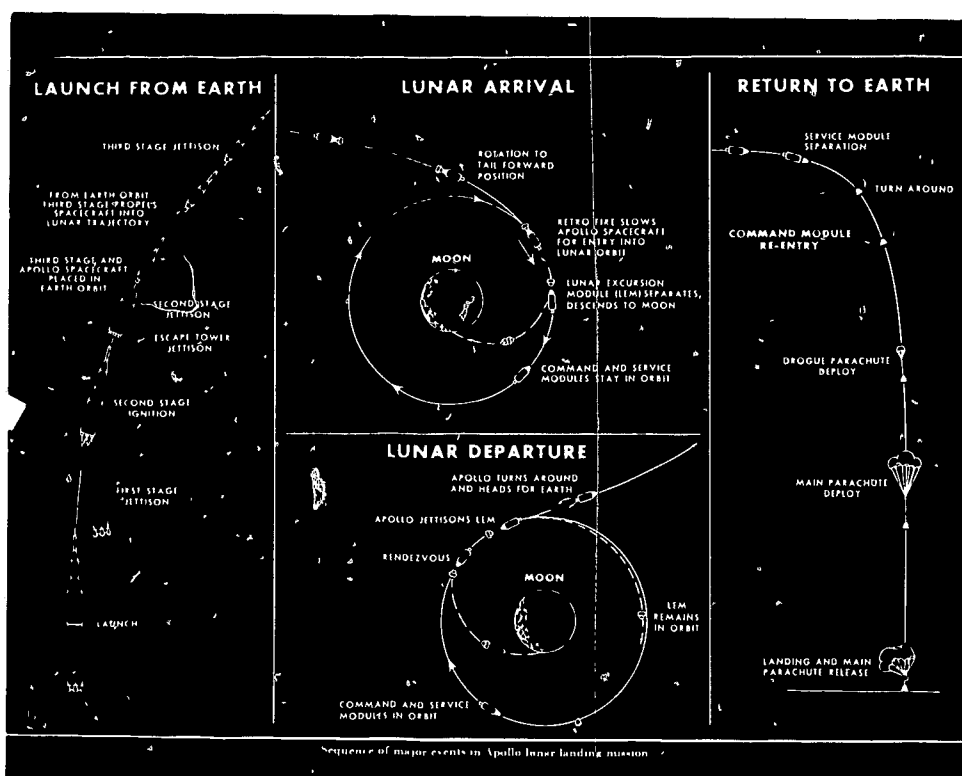 LAUNCH FROM EARTH
THIRD STAGE JETTISON
FROM EARTH ORBIT
THIRD STAGE PROPELS
SPACECRAFT INTO
LUNAR TRAJECTORY
THIRD STAGE AND
APOLLO SPACECRAFT
PLACED IN
EARTH ORBIT
SECOND STAGE
JETTISON
ESCAPE TOWER
JETTISON
SECOND STAGE
IGNITION
FIRST STAGE
JETTISON
LAUNCH
LUNAR ARRIVAL
ROTATION TO
TAIL FORWARD
POSITION
RETRO FIRE SLOWS
APOLLO SPACECRAFT
FOR ENTRY INTO
LUNAR ORBIT
MOON
LUNAR EXCURSION
MODULE (LEM) SEPARATES,
DESCENDS TO MOON
COMMAND AND SERVICE
MODULES STAY IN ORBIT
LUNAR DEPARTURE
APOLLO TURNS AROUND
AND HEADS FOR EARTH
APOLLO JETTISONS LEM
RENDEZVOUS
MOON
LEM
REMAINS
IN ORBIT
COMMAND AND SERVICE
MODULES IN ORBIT
RETURN TO EARTH
SERVICE MODULE
SEPARATION
TURN AROUND
COMMAND MODULE
RE-ENTRY
DROGUE PARACHUTE
DEPLOY
MAIN PARACHUTE
DEPLOY
LANDING AND MAIN
PARACHUTE RELEASE
Sequence of major events in Apollo lunar landing mission